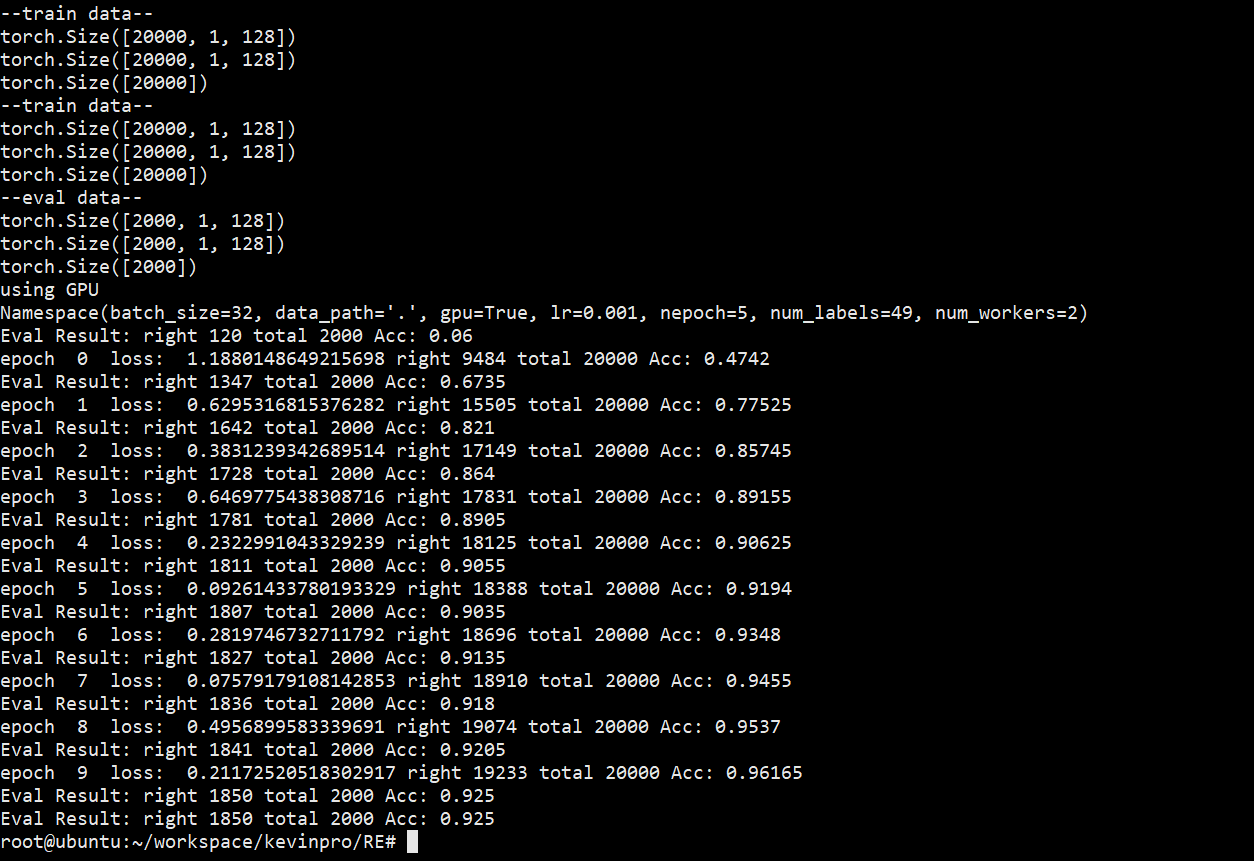 --train data--
torch.Size([20000, 1, 128])
torch.Size([20000, 1, 128])
torch.Size([20000])
--train data--
torch.Size([20000, 1, 128])
torch.Size([20000, 1, 128])
torch.Size([20000])
--eval data--
torch.Size([2000, 1, 128])
torch.Size([2000, 1, 128])
torch.Size([2000])
using GPU
Namespace(batch_size=32, data_path='.', gpu=True, lr=0.001, nepoch=5, num_labels=49, num_workers=2)
Eval Result: right 120 total 2000 Acc: 0.06
epoch  0  loss:  1.1880148649215698 right 9484 total 20000 Acc: 0.4742
Eval Result: right 1347 total 2000 Acc: 0.6735
epoch  1  loss:  0.6295316815376282 right 15505 total 20000 Acc: 0.77525
Eval Result: right 1642 total 2000 Acc: 0.821
epoch  2  loss:  0.3831239342689514 right 17149 total 20000 Acc: 0.85745
Eval Result: right 1728 total 2000 Acc: 0.864
epoch  3  loss:  0.6469775438308716 right 17831 total 20000 Acc: 0.89155
Eval Result: right 1781 total 2000 Acc: 0.8905
epoch  4  loss:  0.2322991043329239 right 18125 total 20000 Acc: 0.90625
Eval Result: right 1811 total 2000 Acc: 0.9055
epoch  5  loss:  0.09261433780193329 right 18388 total 20000 Acc: 0.9194
Eval Result: right 1807 total 2000 Acc: 0.9035
epoch  6  loss:  0.2819746732711792 right 18696 total 20000 Acc: 0.9348
Eval Result: right 1827 total 2000 Acc: 0.9135
epoch  7  loss:  0.07579179108142853 right 18910 total 20000 Acc: 0.9455
Eval Result: right 1836 total 2000 Acc: 0.918
epoch  8  loss:  0.4956899583339691 right 19074 total 20000 Acc: 0.9537
Eval Result: right 1841 total 2000 Acc: 0.9205
epoch  9  loss:  0.21172520518302917 right 19233 total 20000 Acc: 0.96165
Eval Result: right 1850 total 2000 Acc: 0.925
Eval Result: right 1850 total 2000 Acc: 0.925
root@ubuntu:~/workspace/kevinpro/RE#